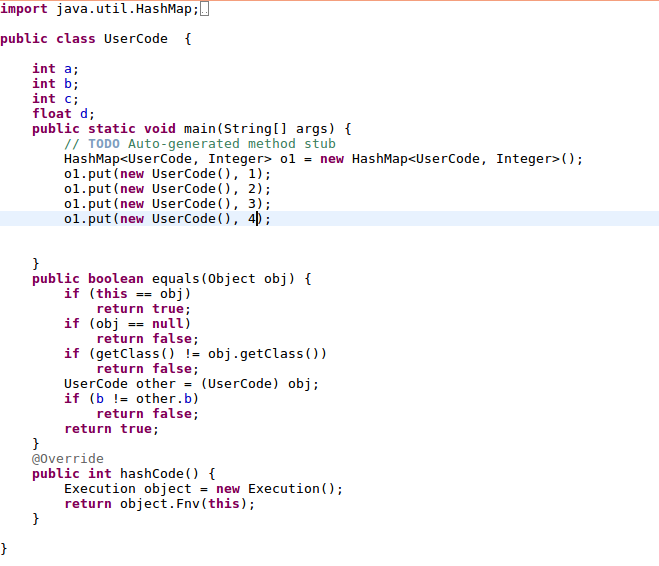 import java.util.HashMap;
public class UserCode  {
    int a;
    int b;
    int c;
    float d;
    public static void main(String[] args) {
        // TODO Auto-generated method stub
        HashMap<UserCode, Integer> o1 = new HashMap<UserCode, Integer>();
        o1.put(new UserCode(), 1);
        o1.put(new UserCode(), 2);
        o1.put(new UserCode(), 3);
        o1.put(new UserCode(), 4);
    }
    public boolean equals(Object obj) {
        if (this == obj)
            return true;
        if (obj == null)
            return false;
        if (getClass() != obj.getClass())
            return false;
        UserCode other = (UserCode) obj;
        if (b != other.b)
            return false;
        return true;
    }
    @Override
    public int hashCode() {
        Execution object = new Execution();
        return object.Fnv(this);
    }
}